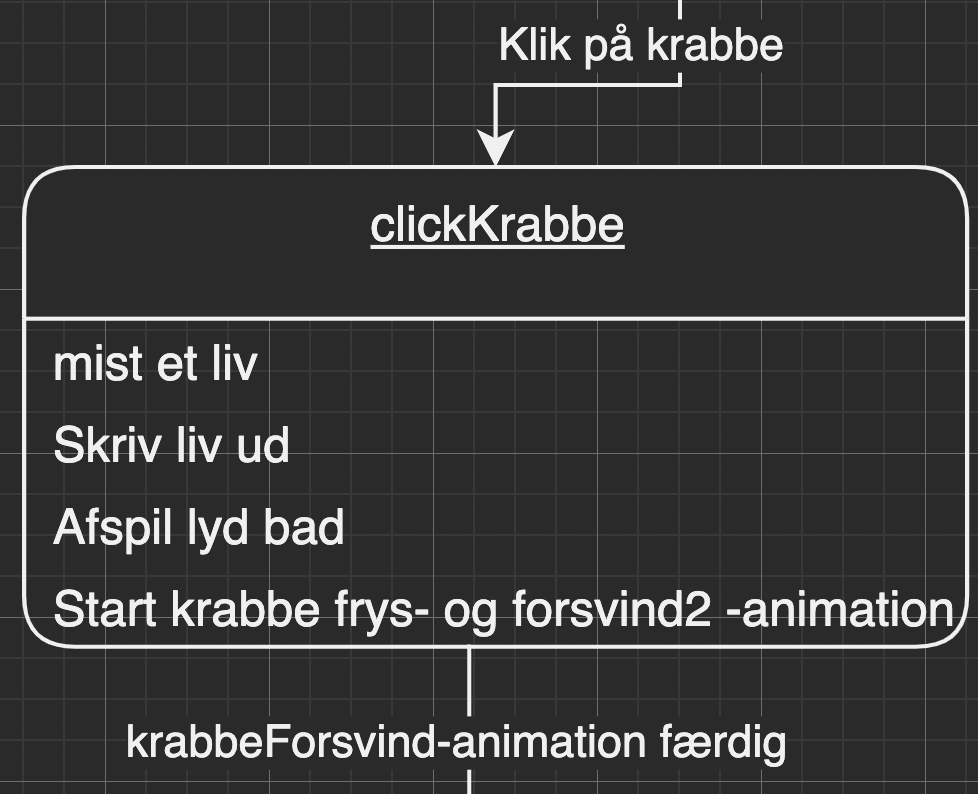 Klik på krabbe
clickKrabbe
mist et liv
Skriv liv ud
Afspil lyd bad
Start krabbe frys- og forsvind2 -animation
krabbeForsvind-animation færdig